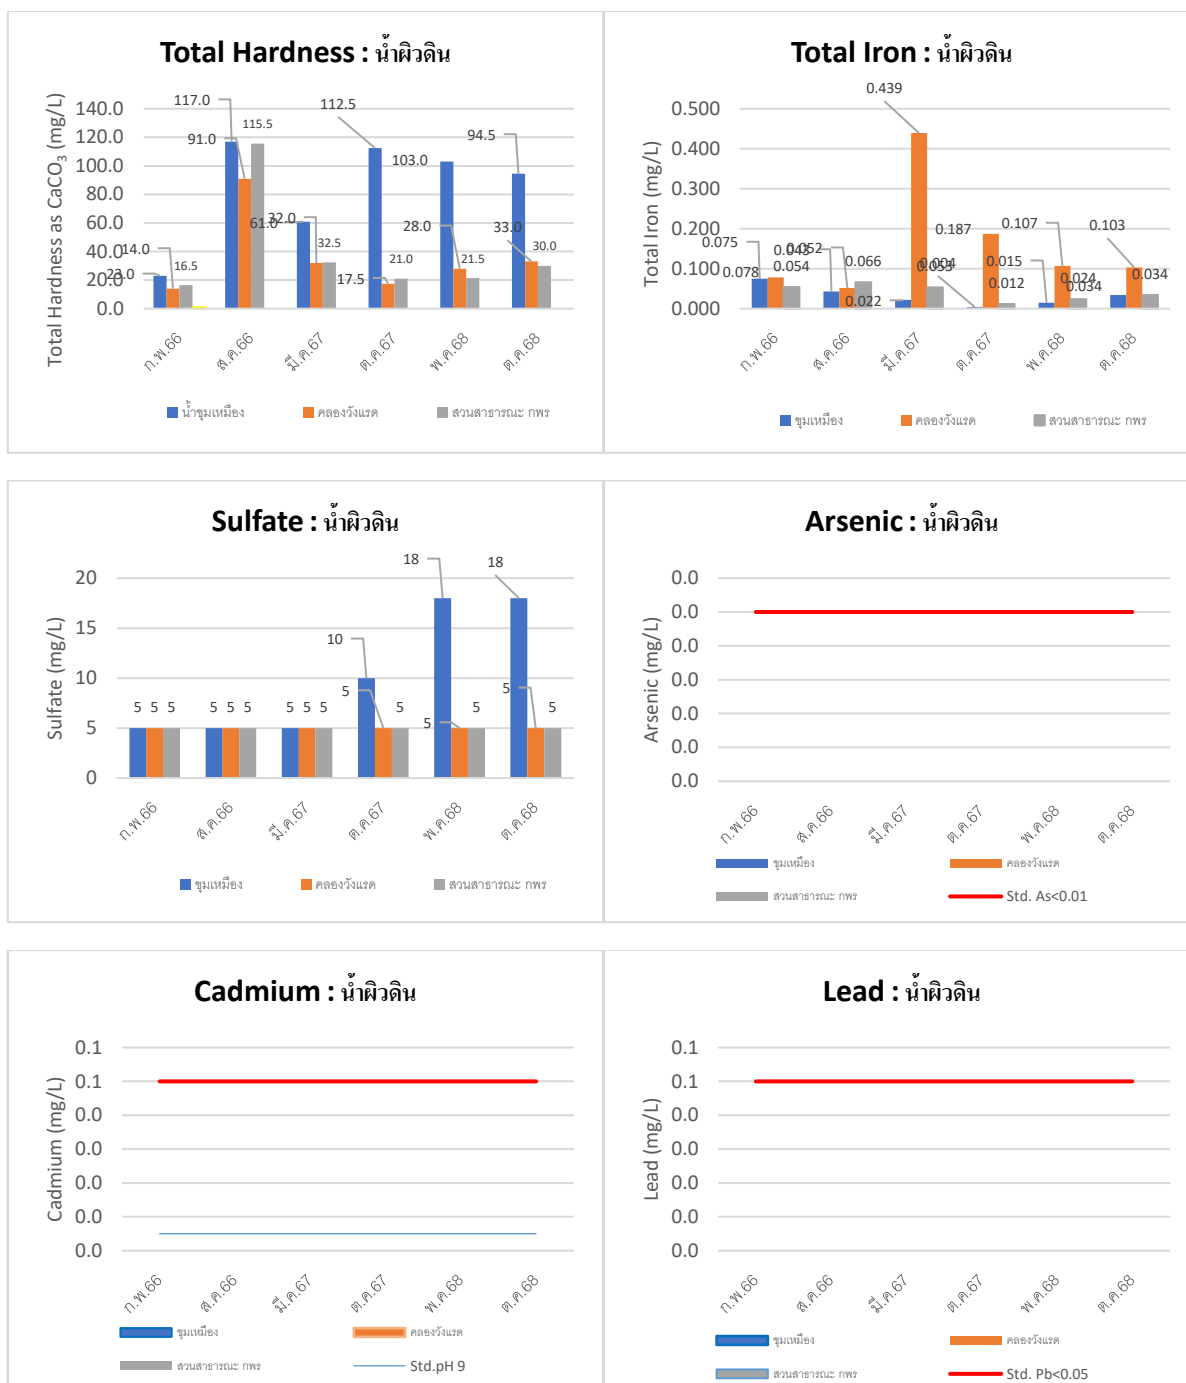 Total Hardness : น้ำผิวดิน
Total Hardness as CaCO3 (mg/L)
140.0
120.0
100.0
80.0
60.0
40.0
20.0
0.0
117.0
91.0
115.5
112.5
103.0
94.5
14.0
23.0
16.5
61.0
32.0
32.5
17.5
21.0
28.0
21.5
33.0
30.0
ก.พ.66 ส.ค.66 มี.ค.67 ต.ค.67 พ.ค.68 ต.ค.68
น้ำขุมเหมือง คลองวังแรด สวนสาธารณะ กพร
Total Iron : น้ำผิวดิน
Total Iron (mg/L)
0.500
0.400
0.300
0.200
0.100
0.000
0.439
0.075
0.078
0.043
0.054
0.052
0.066
0.022
0.053
0.004
0.187
0.012
0.015
0.107
0.024
0.034
0.103
0.034
ก.พ.66 ส.ค.66 มี.ค.67 ต.ค.67 พ.ค.68 ต.ค.68
ขุมเหมือง คลองวังแรด สวนสาธารณะ กพร
Sulfate : น้ำผิวดิน
Sulfate (mg/L)
20
15
10
5
0
5 5 5
5 5 5
5 5 5
10 5 5
18 5 5
18 5 5
ก.พ.66 ส.ค.66 มี.ค.67 ต.ค.67 พ.ค.68 ต.ค.68
ขุมเหมือง คลองวังแรด สวนสาธารณะ กพร
Arsenic : น้ำผิวดิน
Arsenic (mg/L)
0.0
0.0
0.0
0.0
0.0
0.0
0.0
ก.พ.66 ส.ค.66 มี.ค.67 ต.ค.67 พ.ค.68 ต.ค.68
ขุมเหมือง คลองวังแรด
สวนสาธารณะ กพร Std. As<0.01
Cadmium : น้ำผิวดิน
Cadmium (mg/L)
0.1
0.1
0.0
0.0
0.0
0.0
0.0
ก.พ.66 ส.ค.66 มี.ค.67 ต.ค.67 พ.ค.68 ต.ค.68
ขุมเหมือง คลองวังแรด
สวนสาธารณะ กพร Std.pH 9
Lead : น้ำผิวดิน
Lead (mg/L)
0.1
0.1
0.0
0.0
0.0
0.0
0.0
ก.พ.66 ส.ค.66 มี.ค.67 ต.ค.67 พ.ค.68 ต.ค.68
ขุมเหมือง คลองวังแรด
สวนสาธารณะ กพร Std. Pb<0.05